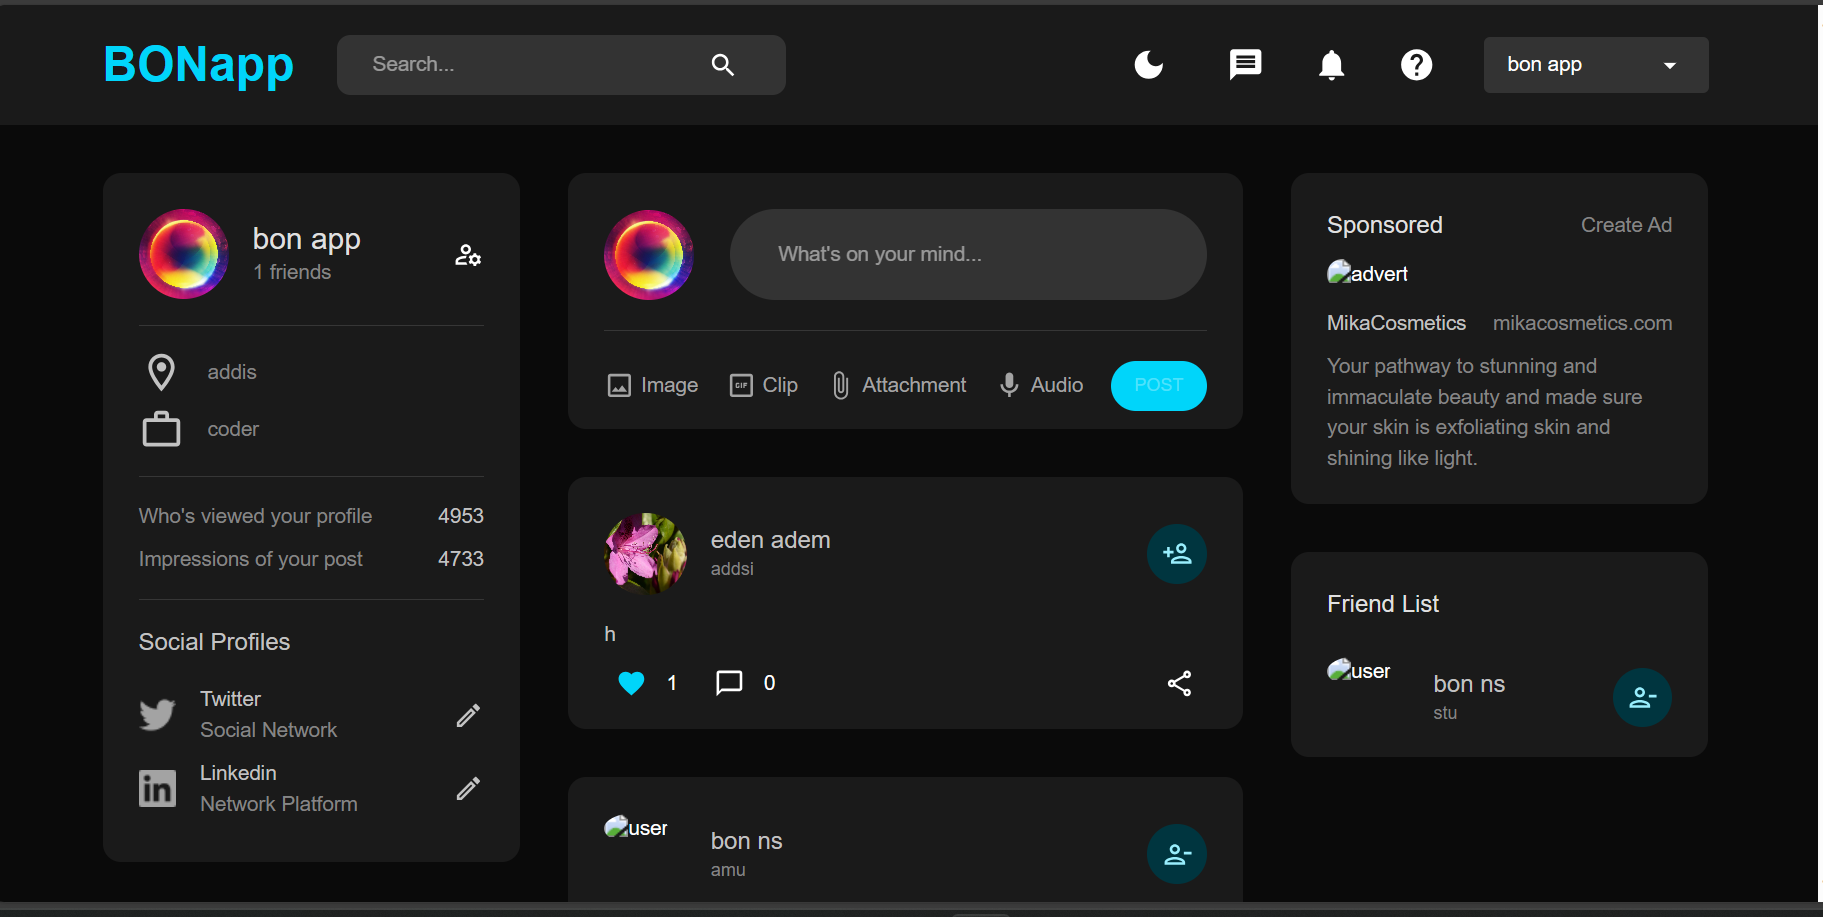 BONapp
Search...
bon app
bon app
1 friends
addis
coder
Who's viewed your profile 4953
Impressions of your post 4733
Social Profiles
Twitter
Social Network
Linkedin
Network Platform
What's on your mind...
Image GIF Clip Attachment Audio POST
eden adem
addsi
h
1 0
user
bon ns
amu
Sponsored Create Ad
advert
MikaCosmetics mikacosmetics.com
Your pathway to stunning and
immaculate beauty and made sure
your skin is exfoliating skin and
shining like light.
Friend List
user
bon ns
stu